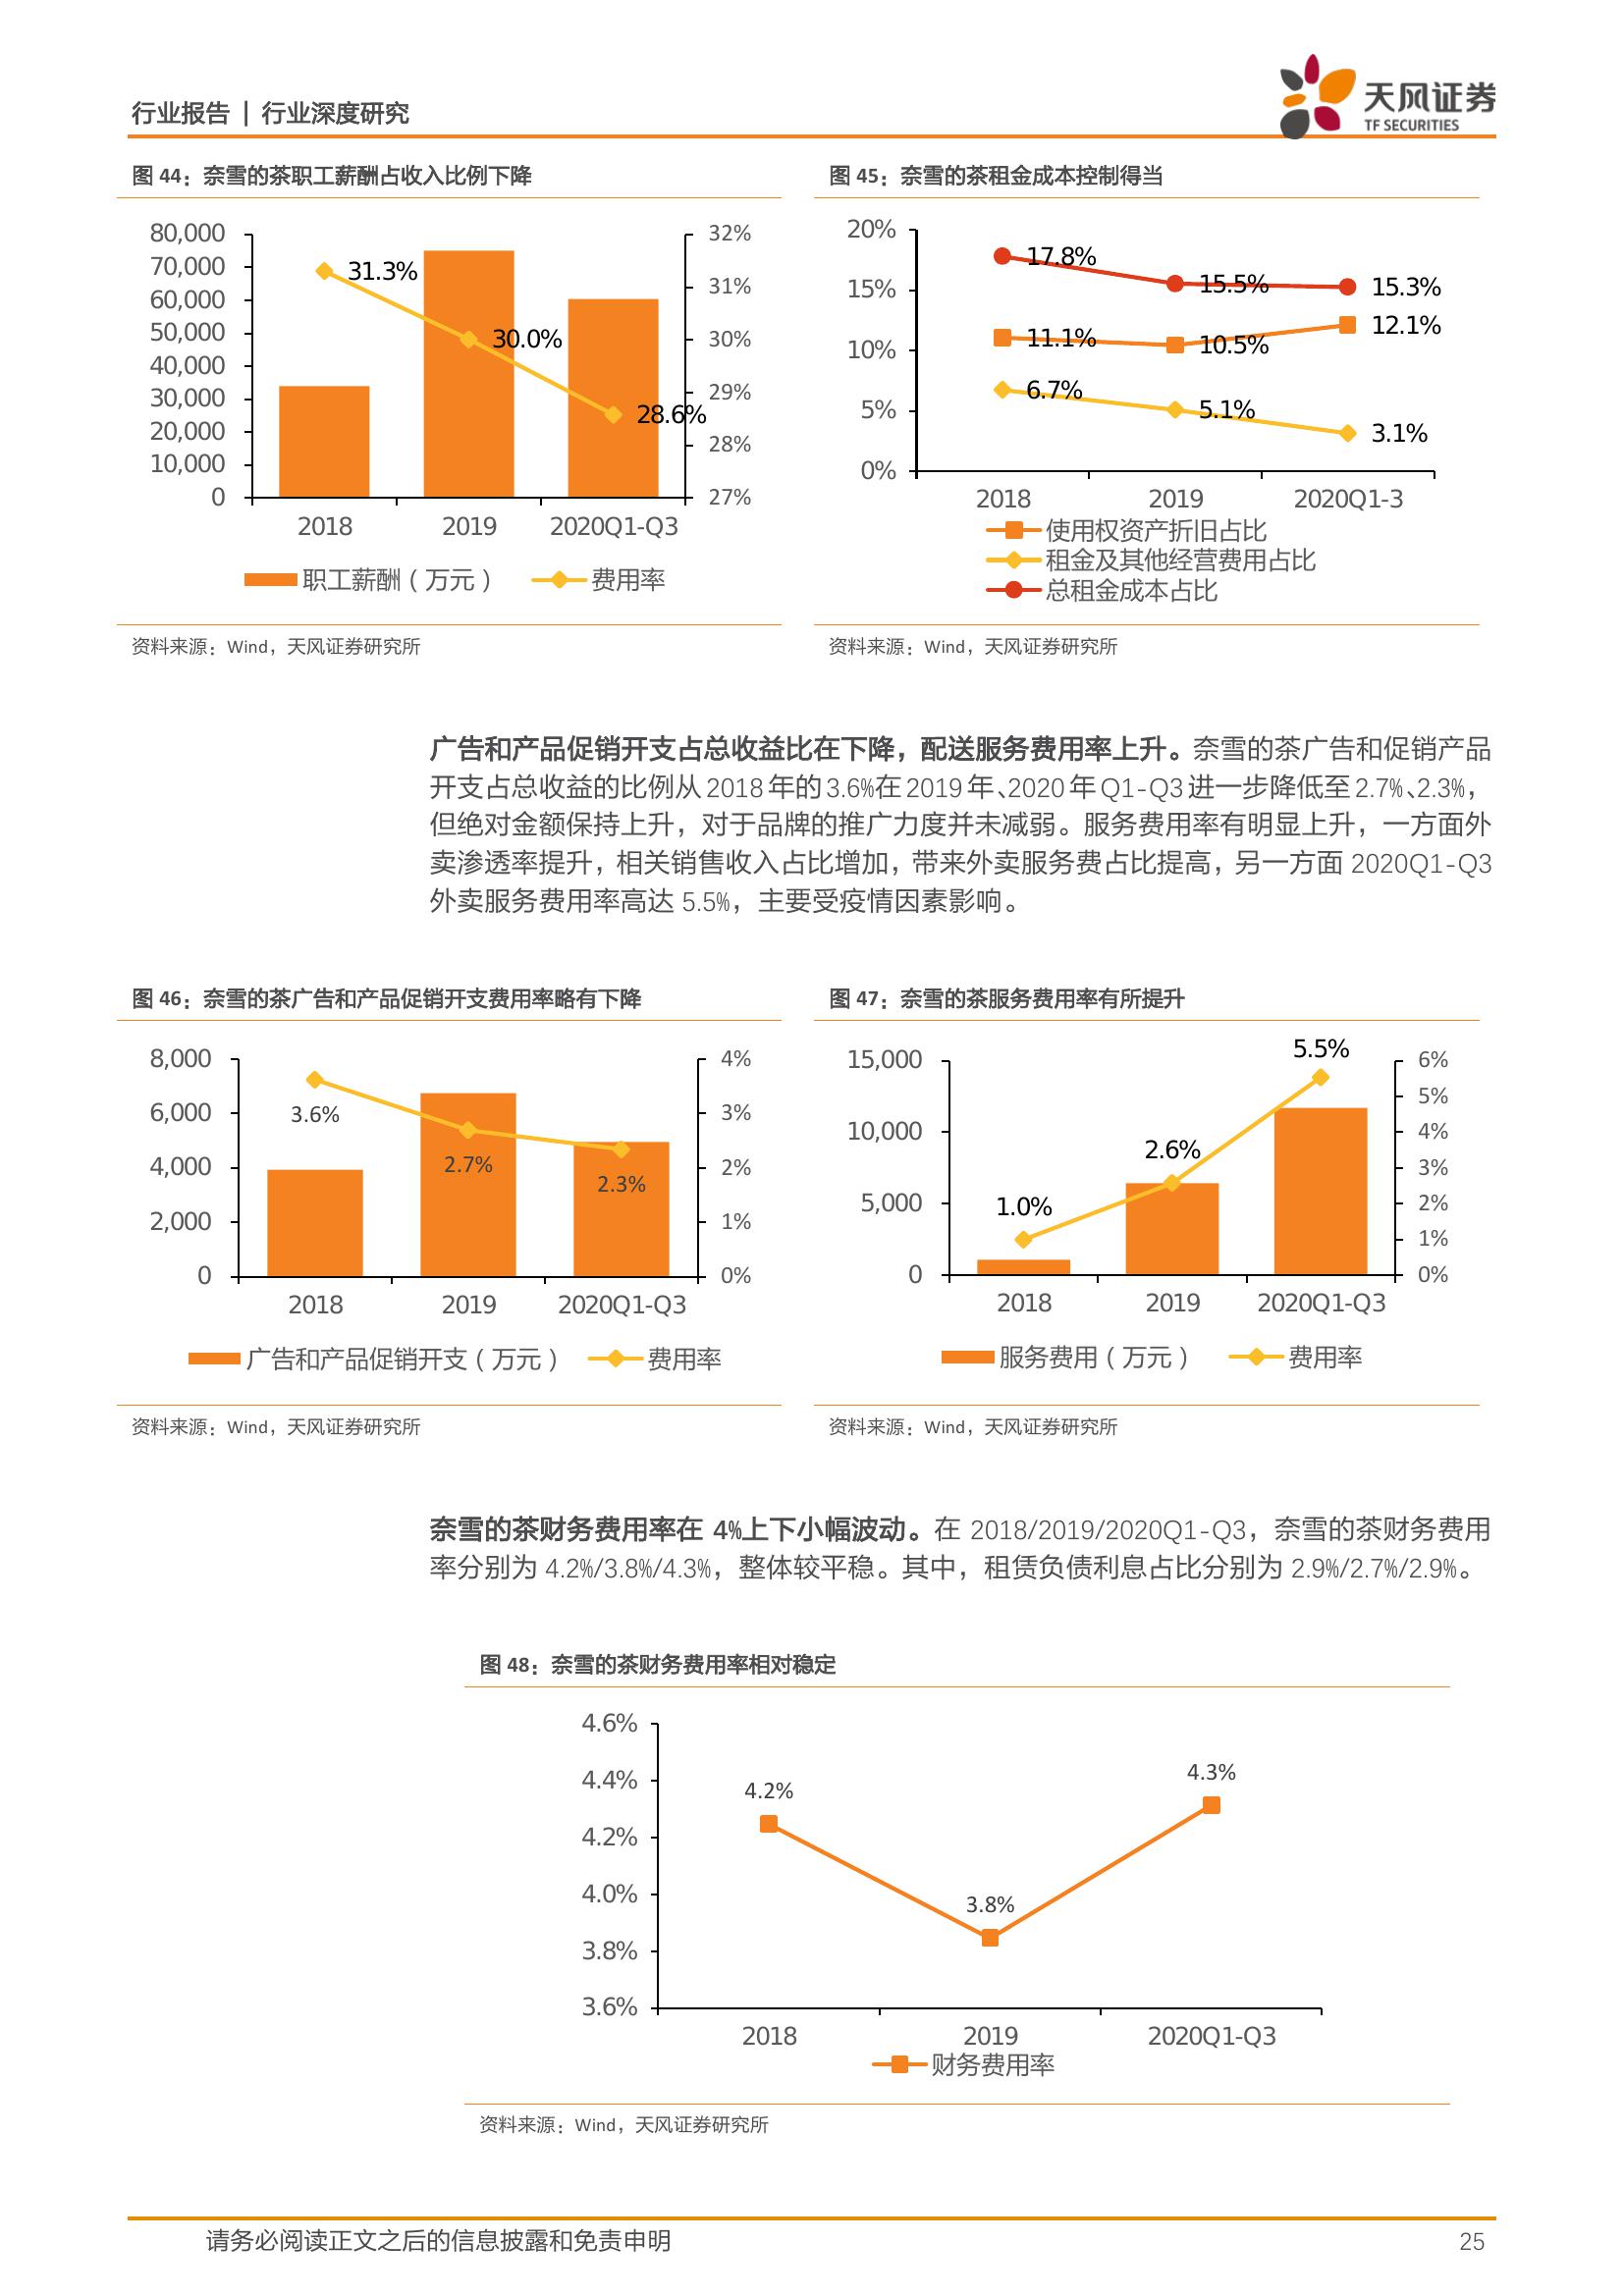 行业报告 | 行业深度研究
天风证券
TF SECURITIES
图 44：奈雪的茶职工薪酬占收入比例下降
80,000
70,000
60,000
50,000
40,000
30,000
20,000
10,000
0
32%
31%
30%
29%
28%
27%
31.3%
30.0%
28.6%
2018
2019
2020Q1-Q3
职工薪酬（万元）
费用率
资料来源：Wind，天风证券研究所
图 45：奈雪的茶租金成本控制得当
20%
15%
10%
5%
0%
17.8%
15.5%
15.3%
11.1%
10.5%
12.1%
6.7%
5.1%
3.1%
2018
2019
2020Q1-3
使用权资产折旧占比
租金及其他经营费用占比
总租金成本占比
资料来源：Wind，天风证券研究所
广告和产品促销开支占总收益比在下降，配送服务费用率上升。奈雪的茶广告和促销产品
开支占总收益的比例从 2018 年的 3.6%在 2019 年、2020 年 Q1-Q3 进一步降低至 2.7%、2.3%，
但绝对金额保持上升，对于品牌的推广力度并未减弱。服务费用率有明显上升，一方面外
卖渗透率提升，相关销售收入占比增加，带来外卖服务费占比提高，另一方面 2020Q1-Q3
外卖服务费用率高达 5.5%，主要受疫情因素影响。
图 46：奈雪的茶广告和产品促销开支费用率略有下降
8,000
6,000
4,000
2,000
0
4%
3%
2%
1%
0%
3.6%
2.7%
2.3%
2018
2019
2020Q1-Q3
广告和产品促销开支（万元）
费用率
资料来源：Wind，天风证券研究所
图 47：奈雪的茶服务费用率有所提升
15,000
10,000
5,000
0
6%
5%
4%
3%
2%
1%
0%
1.0%
2.6%
5.5%
2018
2019
2020Q1-Q3
服务费用（万元）
费用率
资料来源：Wind，天风证券研究所
奈雪的茶财务费用率在 4%上下小幅波动。在 2018/2019/2020Q1-Q3，奈雪的茶财务费用
率分别为 4.2%/3.8%/4.3%，整体较平稳。其中，租赁负债利息占比分别为 2.9%/2.7%/2.9%。
图 48：奈雪的茶财务费用率相对稳定
4.6%
4.4%
4.2%
4.0%
3.8%
3.6%
4.2%
3.8%
4.3%
2018
2019
2020Q1-Q3
财务费用率
资料来源：Wind，天风证券研究所
请务必阅读正文之后的信息披露和免责申明
25